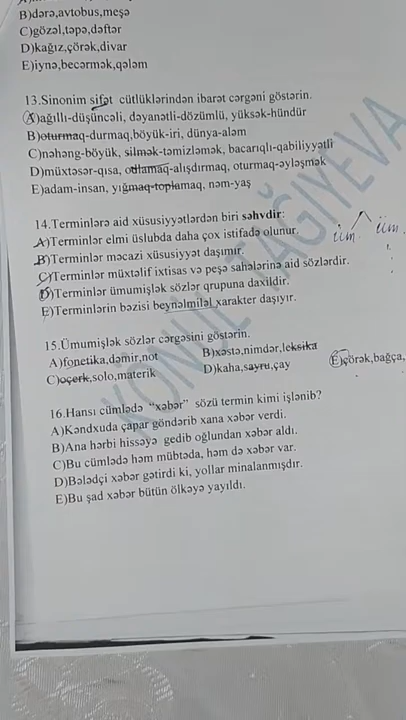 B)dərə,avtobus,meşə
C)gözəl,təpə,dəftər
D)kağız,çörək,divar
E)iynə,becərmək,qələm
13.Sinonim sifət cütlüklərindən ibarət cərgəni göstərin.
A)ağıllı-düşüncəli, dəyanətli-dözümlü, yüksək-hündür
B)oturmaq-durmaq,böyük-iri, dünya-aləm
C)nəhəng-böyük, silmək-təmizləmək, bacarıqlı-qabiliyyətli
D)müxtəsər-qısa, otlamaq-alışdırmaq, oturmaq-əyləşmək
E)adam-insan, yığmaq-toplamaq, nəm-yaş
14.Terminlərə aid xüsusiyyətlərdən biri səhvdir:
A)Terminlər elmi üslubda daha çox istifadə olunur.
üm. üm.
B)Terminlər məcazi xüsusiyyət daşımır.
C)Terminlər müxtəlif ixtisas və peşə sahələrinə aid sözlərdir.
D)Terminlər ümumişlək sözlər qrupuna daxildir.
E)Terminlərin bəzisi beynəlmiləl xarakter daşıyır.
15.Ümumişlək sözlər cərgəsini göstərin.
A)fonetika,dəmir,not B)xəstə,nimdər,leksika E)çörək,bağça,
C)oçerk,solo,materik D)kaha,sayru,çay
16.Hansı cümlədə “xəbər” sözü termin kimi işlənib?
A)Kəndxuda çapar göndərib xana xəbər verdi.
B)Ana hərbi hissəyə gedib oğlundan xəbər aldı.
C)Bu cümlədə həm mübtəda, həm də xəbər var.
D)Bələdçi xəbər gətirdi ki, yollar minalanmışdır.
E)Bu şad xəbər bütün ölkəyə yayıldı.
KÖNÜL TAĞIYEVA